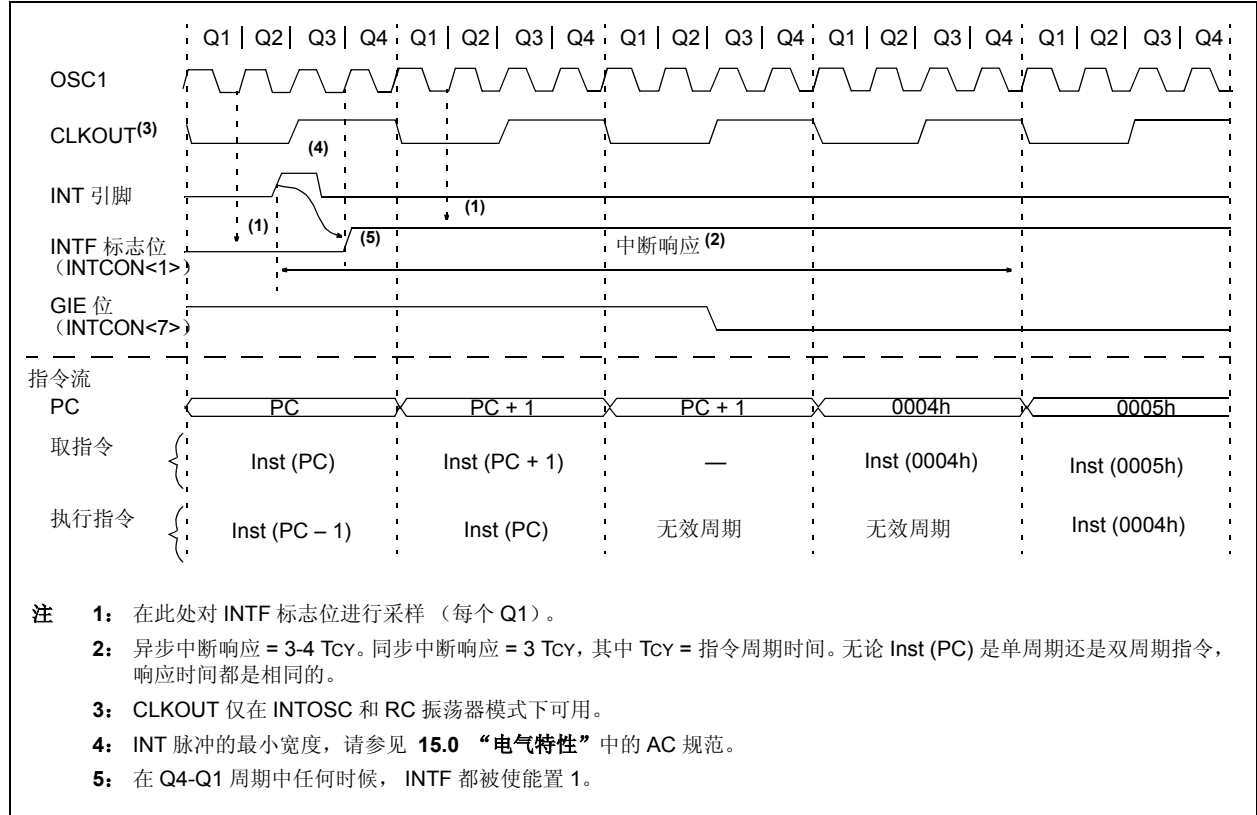 Q1 | Q2 | Q3 | Q4 Q1 | Q2 | Q3 | Q4 Q1 | Q2 | Q3 | Q4 Q1 | Q2 | Q3 | Q4 Q1 | Q2 | Q3 | Q4
OSC1
CLKOUT(3)
(4)
INT 引脚
(1)
(1)
INTF 标志位
(5)
中断响应 (2)
（INTCON<1>）
GIE 位
（INTCON<7>）
指令流
PC PC PC + 1 PC + 1 0004h 0005h
取指令 Inst (PC) Inst (PC + 1) — Inst (0004h) Inst (0005h)
执行指令 Inst (PC – 1) Inst (PC) 无效周期 无效周期 Inst (0004h)
注 1： 在此处对 INTF 标志位进行采样 （每个 Q1）。
2： 异步中断响应 = 3-4 TCY。同步中断响应 = 3 TCY，其中 TCY = 指令周期时间。无论 Inst (PC) 是单周期还是双周期指令，
响应时间都是相同的。
3： CLKOUT 仅在 INTOSC 和 RC 振荡器模式下可用。
4： INT 脉冲的最小宽度，请参见 15.0 “电气特性”中的 AC 规范。
5： 在 Q4-Q1 周期中任何时候， INTF 都被使能置 1。